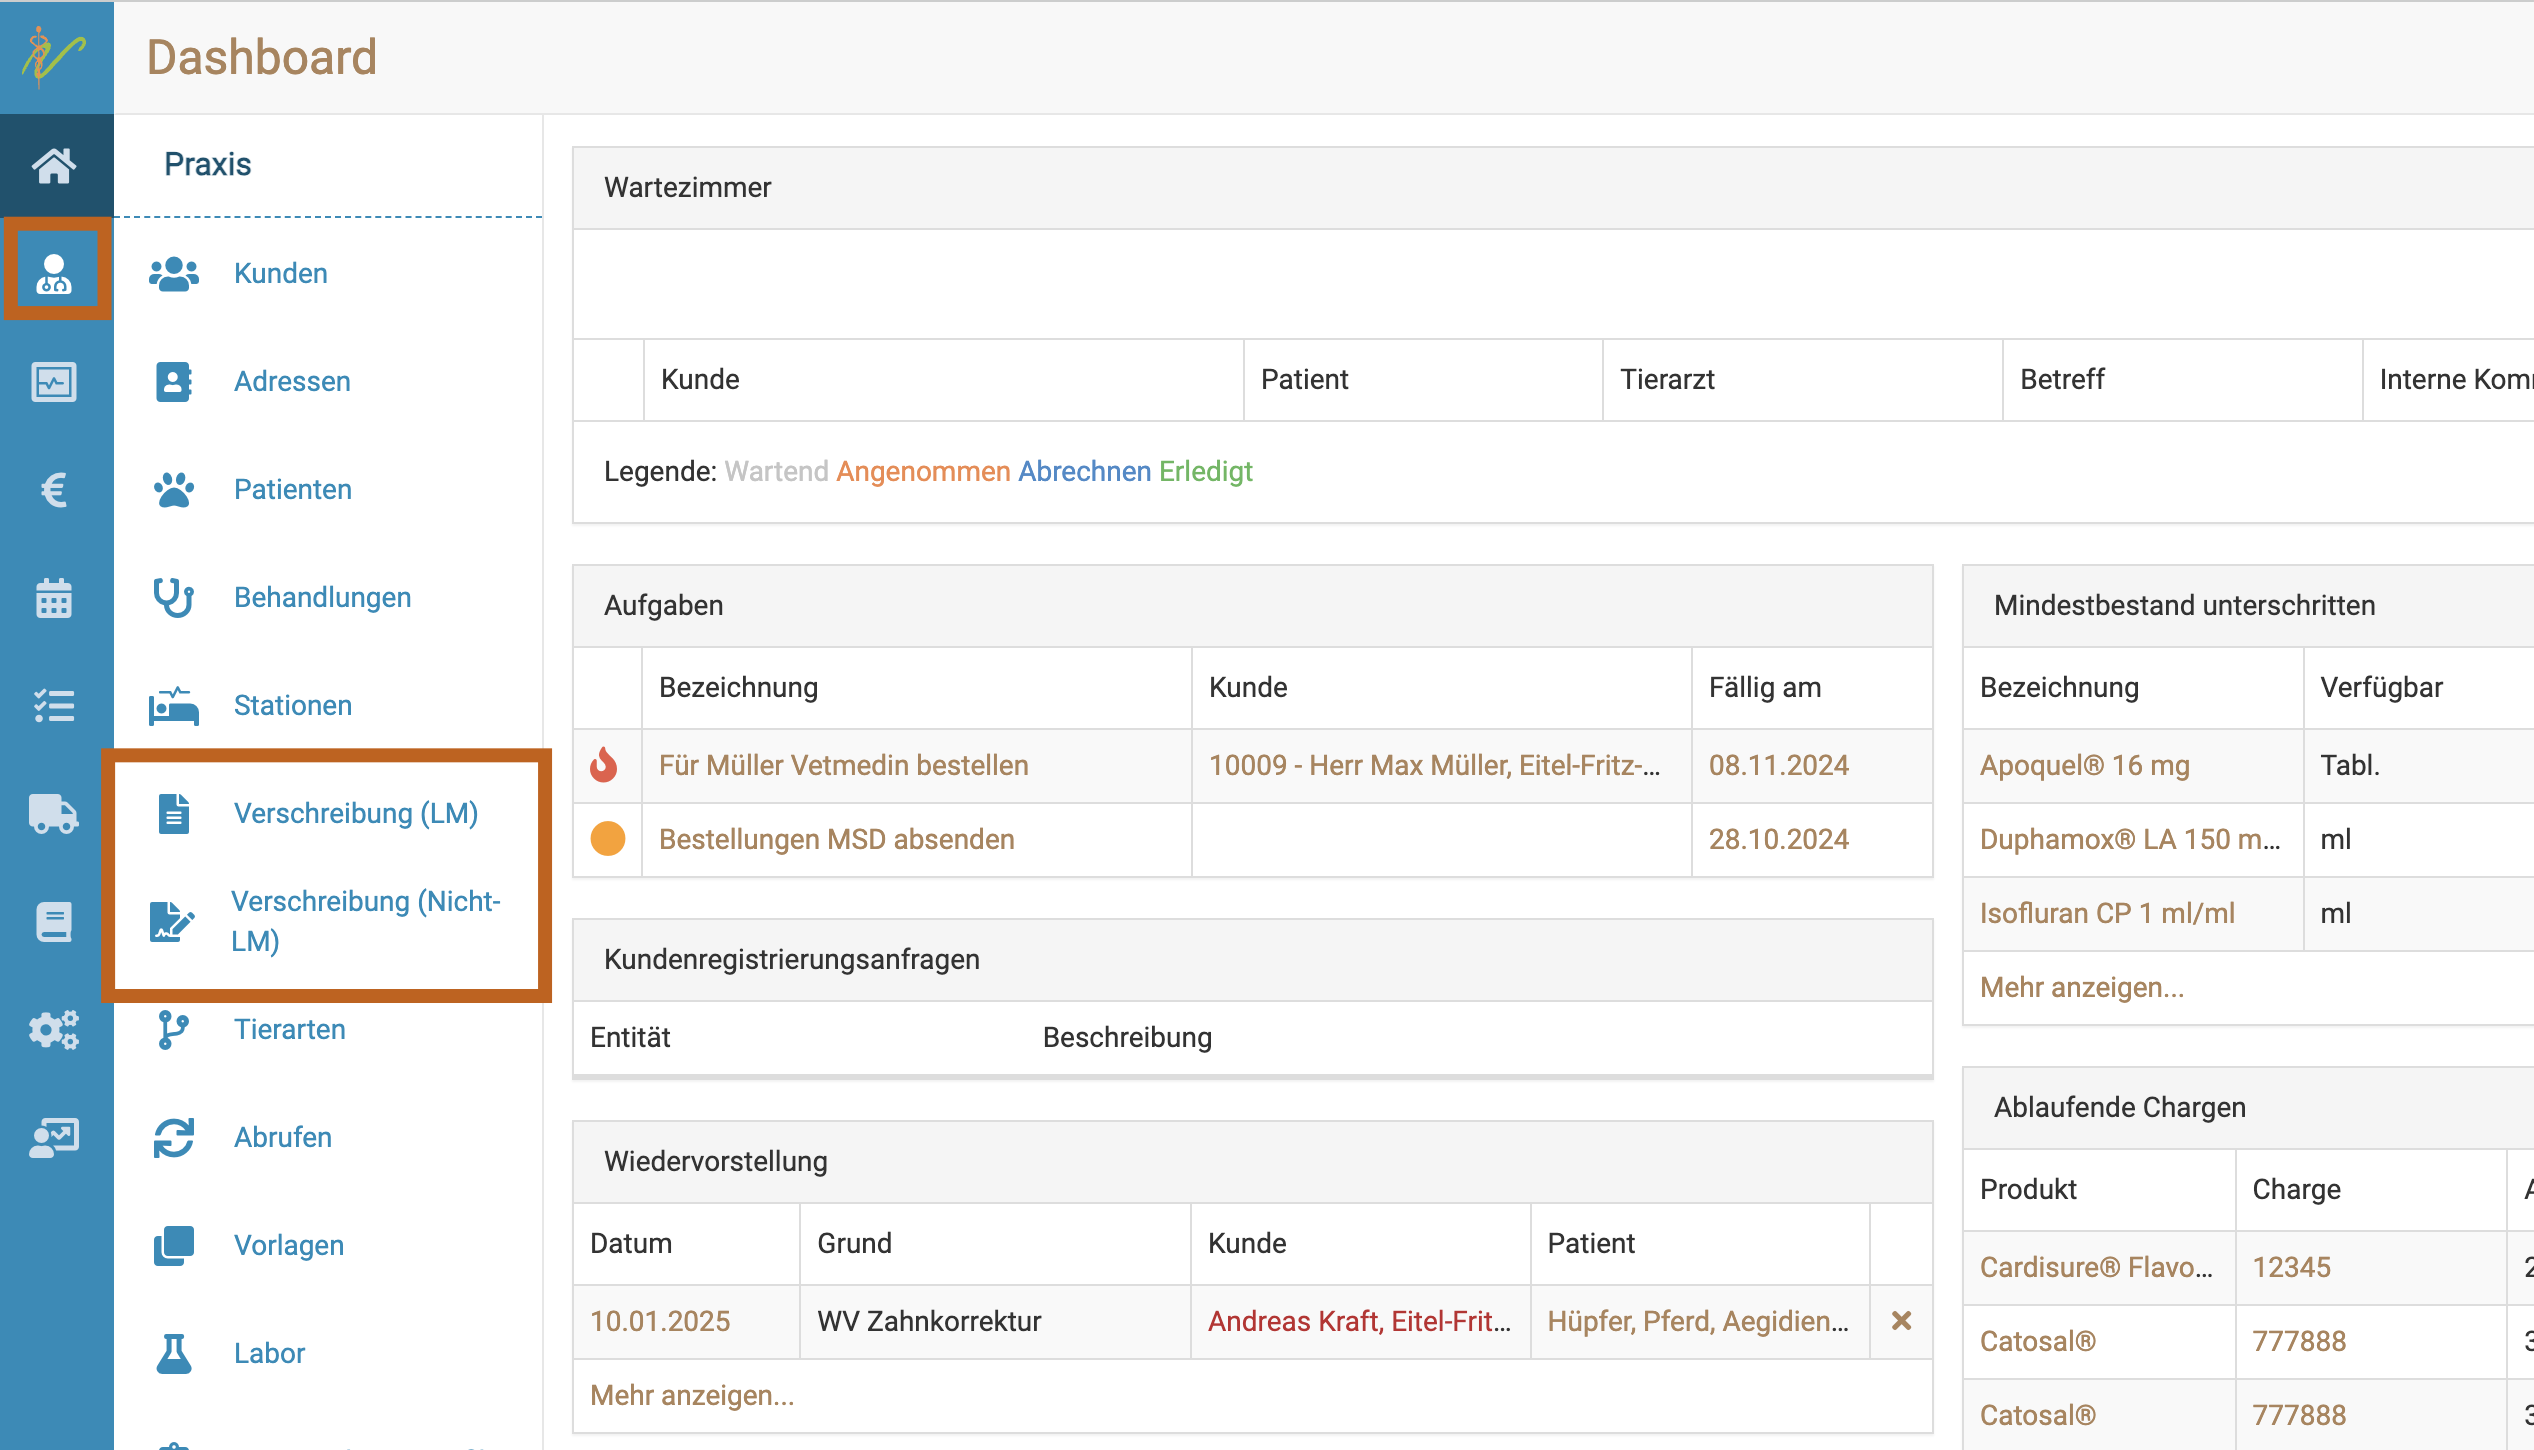 Dashboard
Praxis
Kunden
Adressen
Patienten
Behandlungen
Stationen
Verschreibung (LM)
Verschreibung (Nicht-
LM)
Tierarten
Abrufen
Vorlagen
Labor
Wartezimmer
Kunde Patient Tierarzt Betreff Interne Kom
Legende: Wartend Angenommen Abrechnen Erledigt
Aufgaben
Bezeichnung Kunde Fällig am
Für Müller Vetmedin bestellen 10009 - Herr Max Müller, Eitel-Fritz-... 08.11.2024
Bestellungen MSD absenden 28.10.2024
Kundenregistrierungsanfragen
Entität Beschreibung
Wiedervorstellung
Datum Grund Kunde Patient
10.01.2025 WV Zahnkorrektur Andreas Kraft, Eitel-Frit... Hüpfer, Pferd, Aegidien...
Mehr anzeigen...
Mindestbestand unterschritten
Bezeichnung Verfügbar
Apoquel® 16 mg Tabl.
Duphamox® LA 150 m... ml
Isofluran CP 1 ml/ml ml
Mehr anzeigen...
Ablaufende Chargen
Produkt Charge
Cardisure® Flavo... 12345
Catosal® 777888
Catosal® 777888